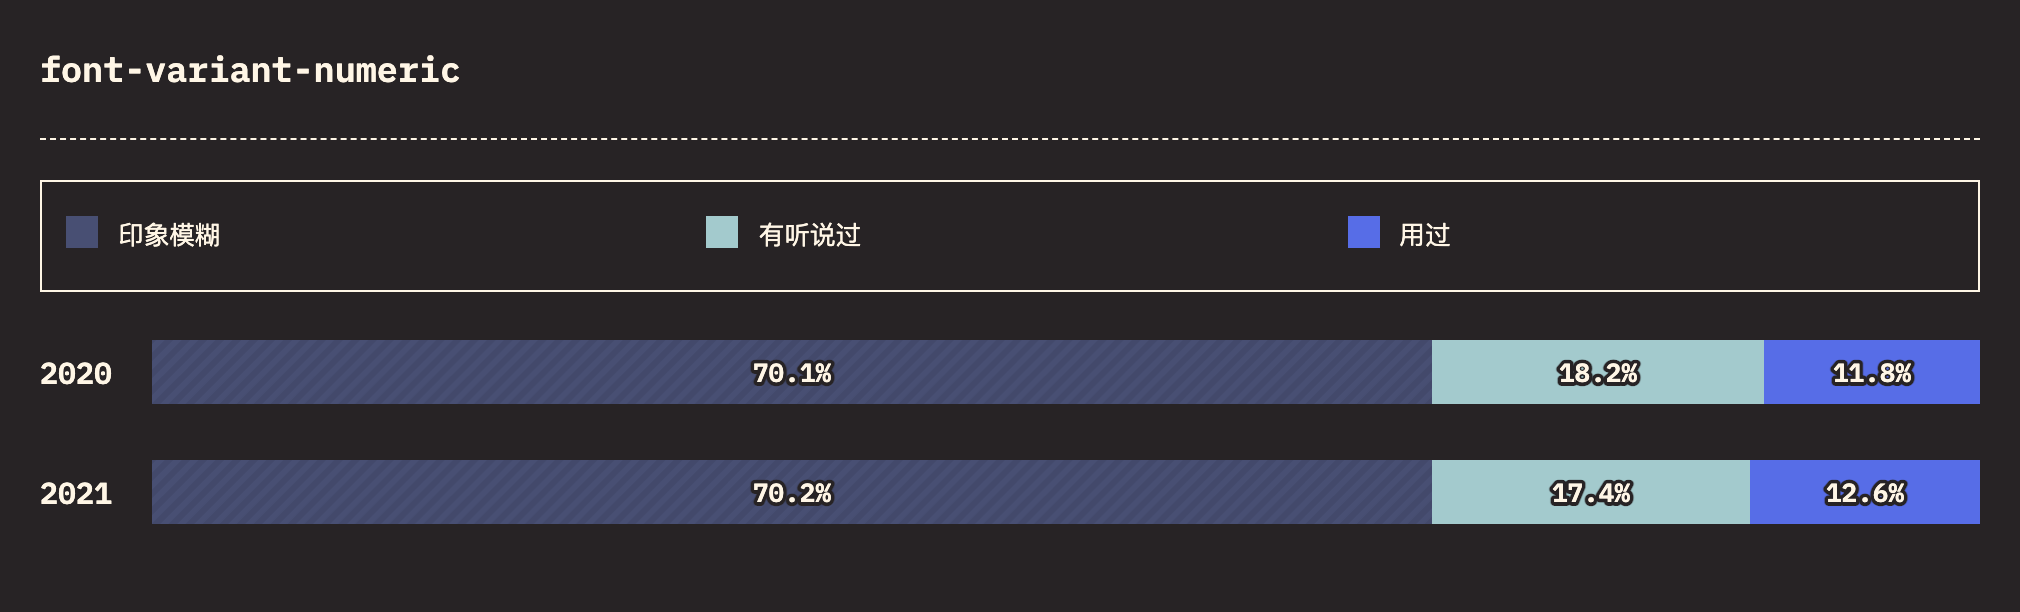 font-variant-numeric
印象模糊 有听说过 用过
2020 70.1% 18.2% 11.8%
2021 70.2% 17.4% 12.6%